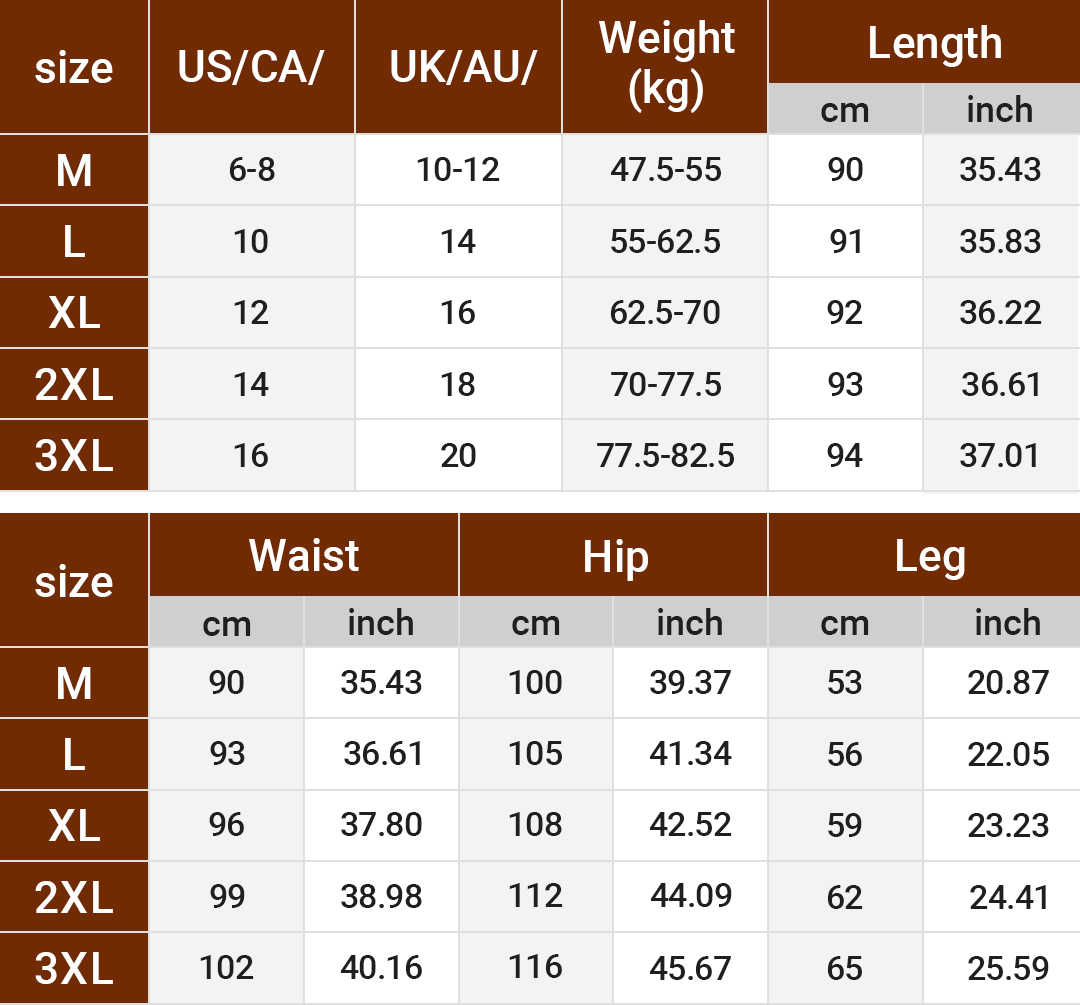 size US/CA/ UK/AU/ Weight (kg) Length
cm inch
M 6-8 10-12 47.5-55 90 35.43
L 10 14 55-62.5 91 35.83
XL 12 16 62.5-70 92 36.22
2XL 14 18 70-77.5 93 36.61
3XL 16 20 77.5-82.5 94 37.01
size Waist Hip Leg
cm inch cm inch cm inch
M 90 35.43 100 39.37 53 20.87
L 93 36.61 105 41.34 56 22.05
XL 96 37.80 108 42.52 59 23.23
2XL 99 38.98 112 44.09 62 24.41
3XL 102 40.16 116 45.67 65 25.59